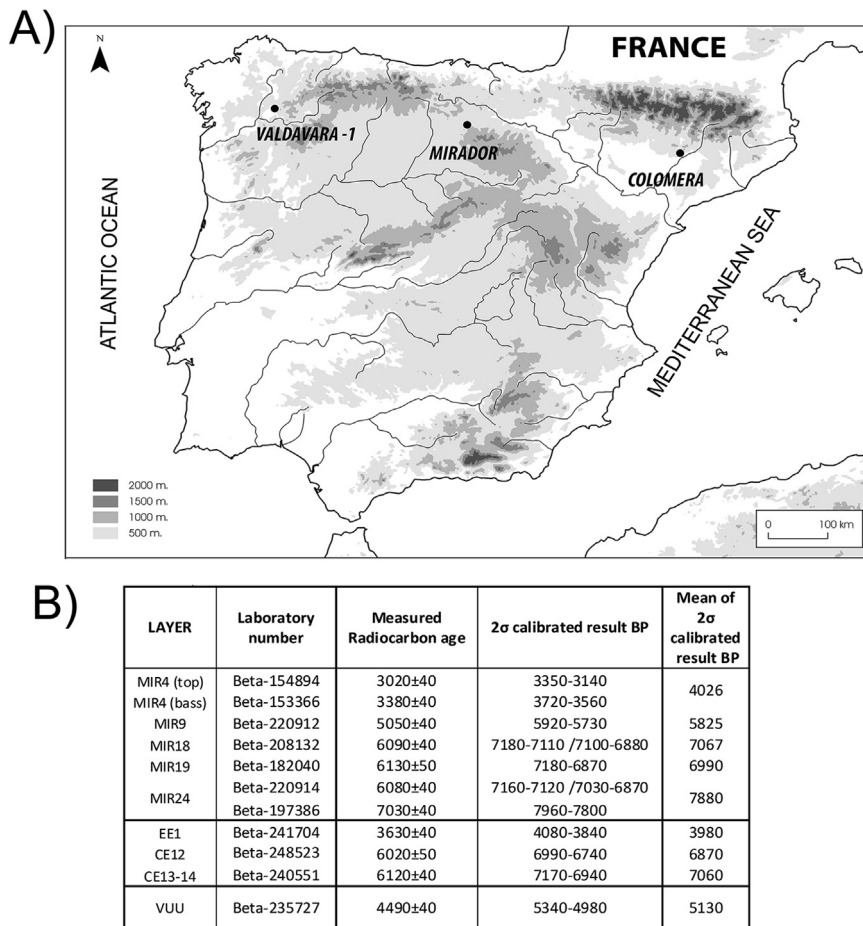 A)
N
FRANCE
VALDAVARA -1
MIRADOR
COLOMERA
ATLANTIC OCEAN
MEDITERRANEAN SEA
2000 m.
1500 m.
1000 m.
500 m.
0 100 km
B)
LAYER Laboratory number Measured Radiocarbon age 2σ calibrated result BP Mean of 2σ calibrated result BP
MIR4 (top) Beta-154894 3020±40 3350-3140 4026
MIR4 (bass) Beta-153366 3380±40 3720-3560
MIR9 Beta-220912 5050±40 5920-5730 5825
MIR18 Beta-208132 6090±40 7180-7110 /7100-6880 7067
MIR19 Beta-182040 6130±50 7180-6870 6990
MIR24 Beta-220914 6080±40 7160-7120 /7030-6870 7880
Beta-197386 7030±40 7960-7800
EE1 Beta-241704 3630±40 4080-3840 3980
CE12 Beta-248523 6020±50 6990-6740 6870
CE13-14 Beta-240551 6120±40 7170-6940 7060
VUU Beta-235727 4490±40 5340-4980 5130